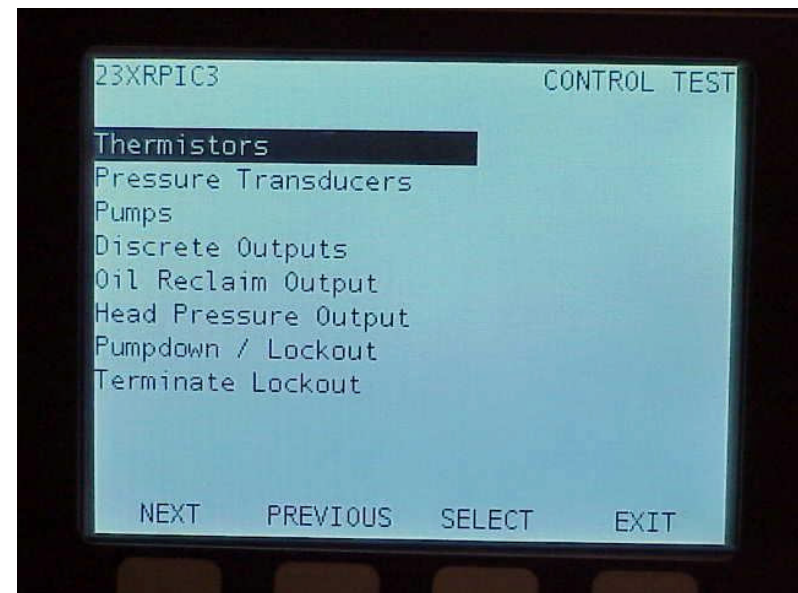 23XRPIC3 CONTROL TEST
Thermistors
Pressure Transducers
Pumps
Discrete Outputs
Oil Reclaim Output
Head Pressure Output
Pumpdown / Lockout
Terminate Lockout
NEXT PREVIOUS SELECT EXIT